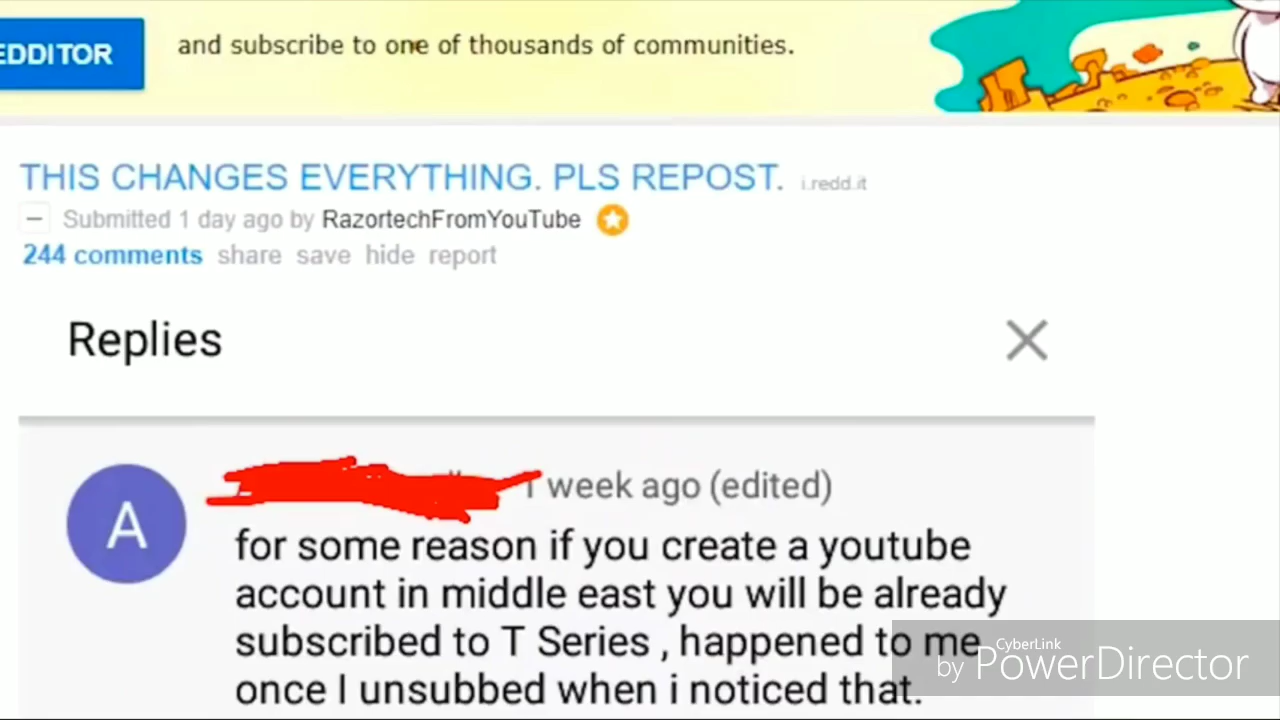 EDDITOR
and subscribe to one of thousands of communities.
THIS CHANGES EVERYTHING. PLS REPOST. i.redd.it
Submitted 1 day ago by RazortechFromYouTube
244 comments share save hide report
Replies
A
1 week ago (edited)
for some reason if you create a youtube
account in middle east you will be already
subscribed to T Series , happened to me
once I unsubbed when i noticed that.
by CyberLink PowerDirector